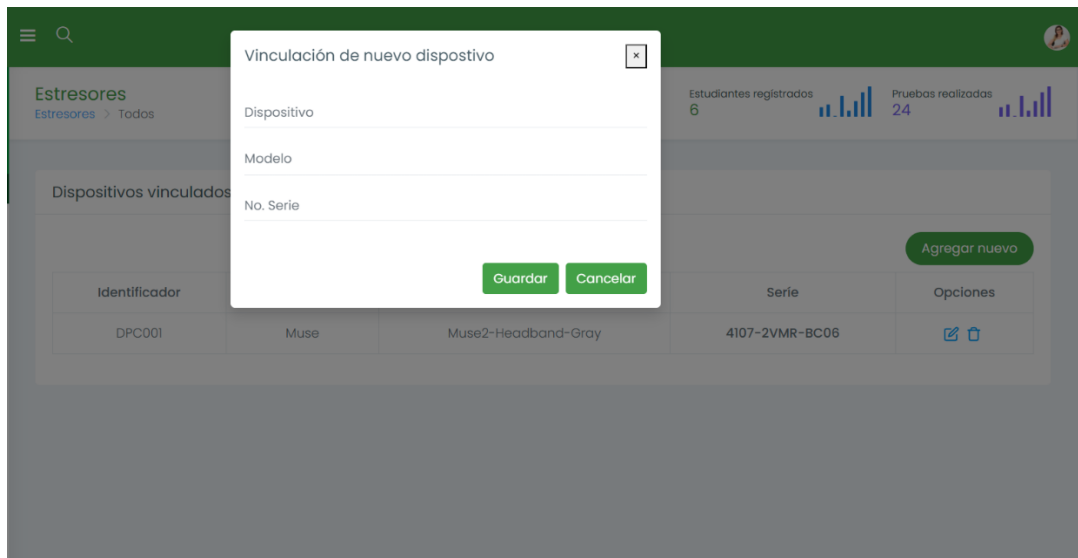 Vinculación de nuevo dispostivo
×
Estresores
Estresores > Todos
Estudiantes registrados
6
Pruebas realizadas
24
Dispositivo
Modelo
No. Serie
Dispositivos vinculados
Agregar nuevo
Guardar Cancelar
Identificador Serie Opciones
DPC001 Muse Muse2-Headband-Gray 4107-2VMR-BC06